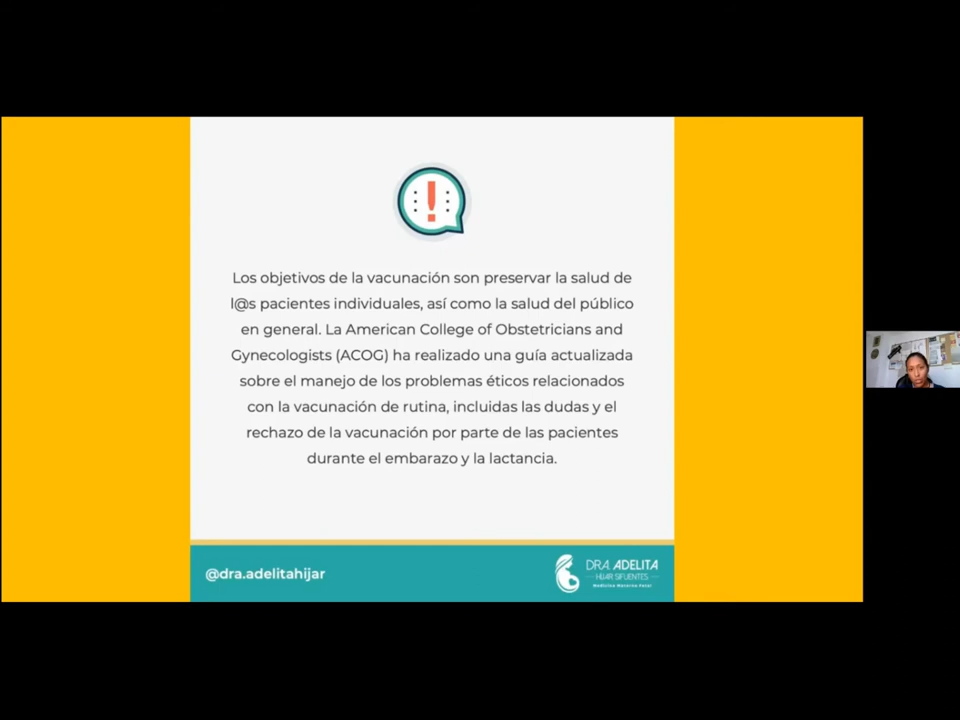 Los objetivos de la vacunación son preservar la salud de
l@s pacientes individuales, así como la salud del público
en general. La American College of Obstetricians and
Gynecologists (ACOG) ha realizado una guía actualizada
sobre el manejo de los problemas éticos relacionados
con la vacunación de rutina, incluidas las dudas y el
rechazo de la vacunación por parte de las pacientes
durante el embarazo y la lactancia.
@dra.adelitahijar
DRA. ADELITA
HIJAR SIFUENTES
Medicina Materno Fetal